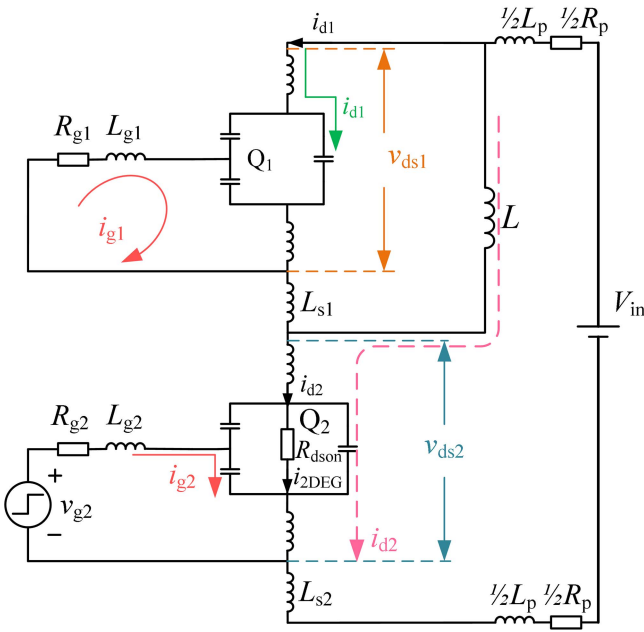 i_d1
½L_p
½R_p
i_d1
R_g1
L_g1
Q_1
v_ds1
i_g1
L
L_s1
V_in
i_d2
R_g2
L_g2
Q_2
R_dson
v_ds2
+
v_g2
−
i_g2
i_2DEG
i_d2
L_s2
½L_p
½R_p